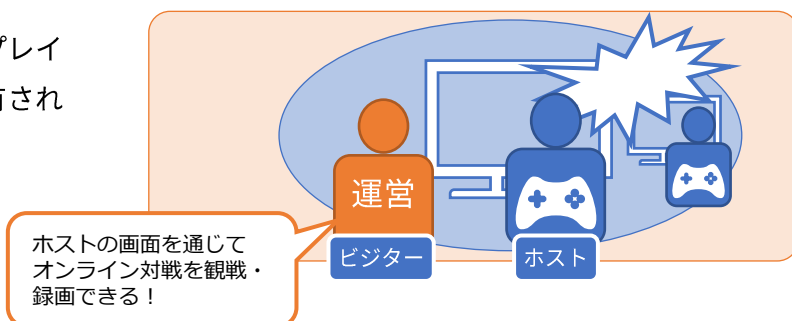 プレイ
有され
運営
ビジター
ホスト
ホストの画面を通じて
オンライン対戦を観戦・
録画できる！